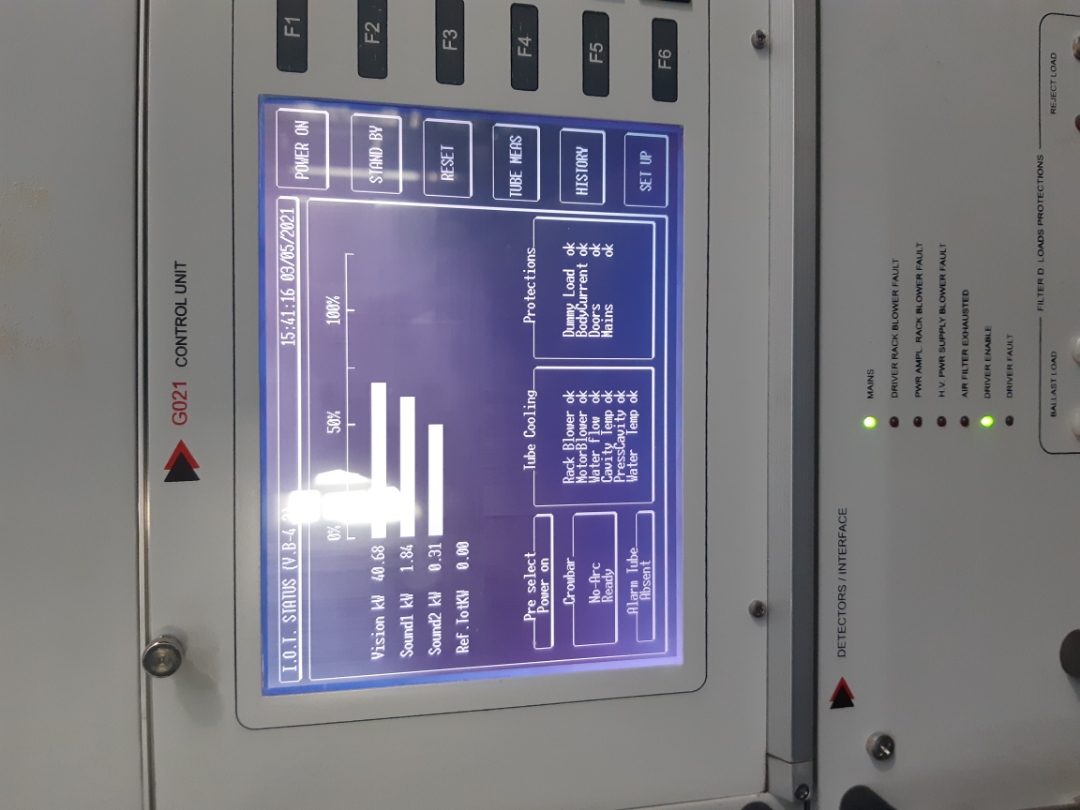 G021 CONTROL UNIT
I.O.T. STATUS (V.B-4. 15:41:16 03/05/2021
POWER ON
F1
0% 50% 100%
STAND BY
F2
Vision kW 40.68
Sound1 kW 1.84
Sound2 kW 0.31
Ref.TotKW 0.00
RESET
F3
TUBE MEAS
F4
Pre select
Power on
Crowbar
No-Arc
Ready
Alarm Tube
Absent
Tube Cooling
Rack Blower ok
MotorBlower ok
Water flow ok
Cavity Temp ok
PressCavity ok
Water Temp ok
Protections
Dummy Load ok
BodyCurrent ok
Doors ok
Mains ok
HISTORY
F5
SET UP
F6
DETECTORS / INTERFACE
MAINS
DRIVER RACK BLOWER FAULT
PWR AMPL. RACK BLOWER FAULT
H.V. PWR SUPPLY BLOWER FAULT
AIR FILTER EXHAUSTED
DRIVER ENABLE
DRIVER FAULT
FILTER D. LOADS PROTECTIONS
BALLAST LOAD REJECT LOAD